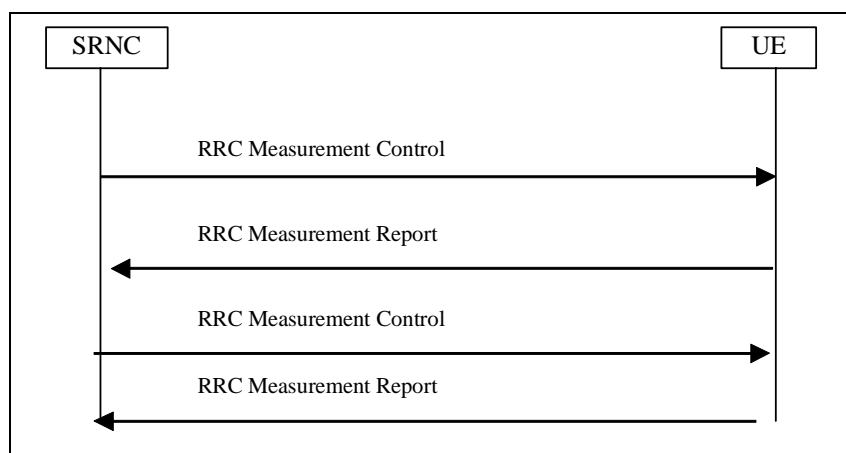 SRNC UE
RRC Measurement Control
RRC Measurement Report
RRC Measurement Control
RRC Measurement Report